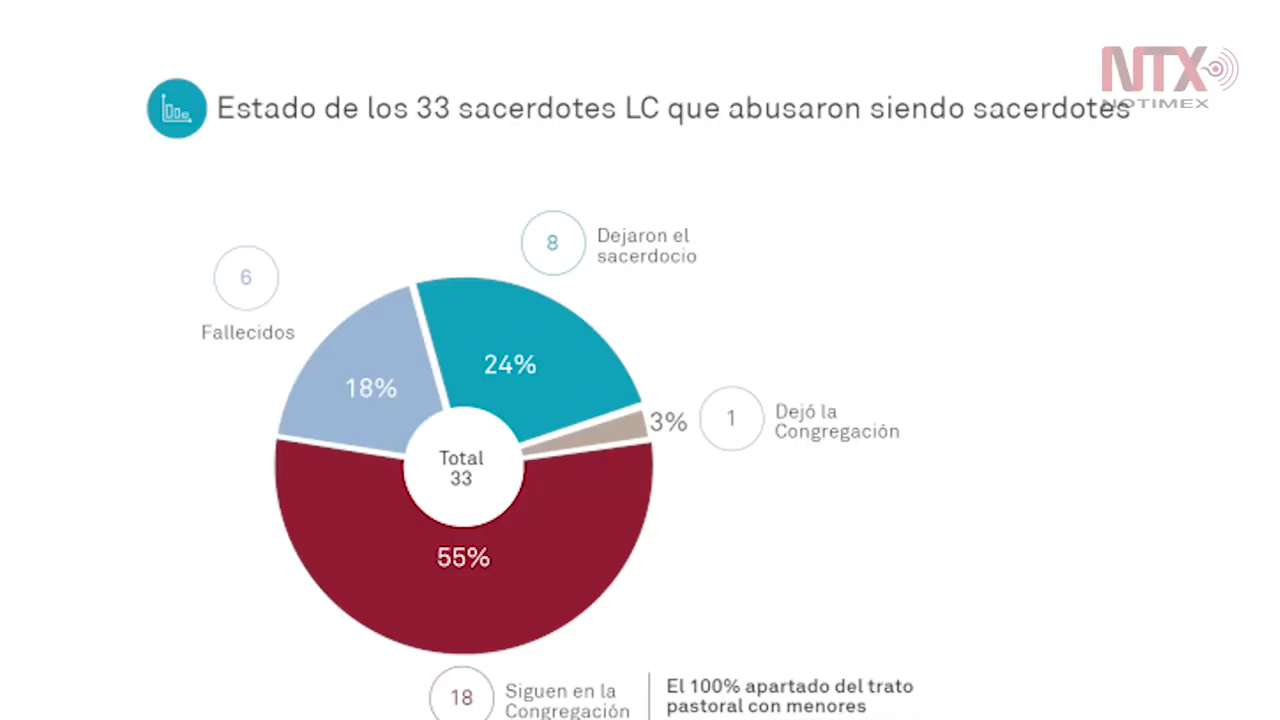 NTX
NOTIMEX
Estado de los 33 sacerdotes LC que abusaron siendo sacerdotes
8
Dejaron el
sacerdocio
6
Fallecidos
24%
18%
3%
1
Dejó la
Congregación
Total
33
55%
18
Siguen en la
Congregación
El 100% apartado del trato
pastoral con menores